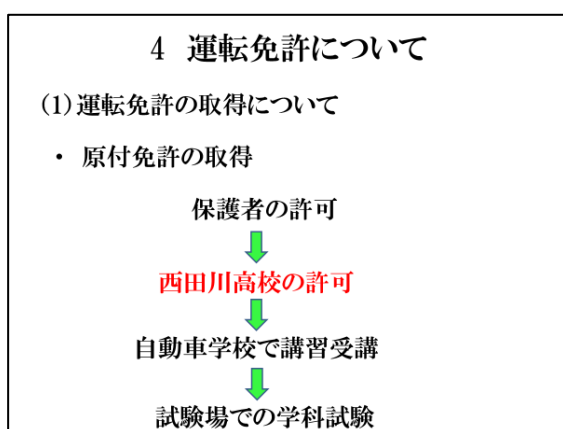 4 運転免許について
(1)運転免許の取得について
・ 原付免許の取得
保護者の許可
西田川高校の許可
自動車学校で講習受講
試験場での学科試験